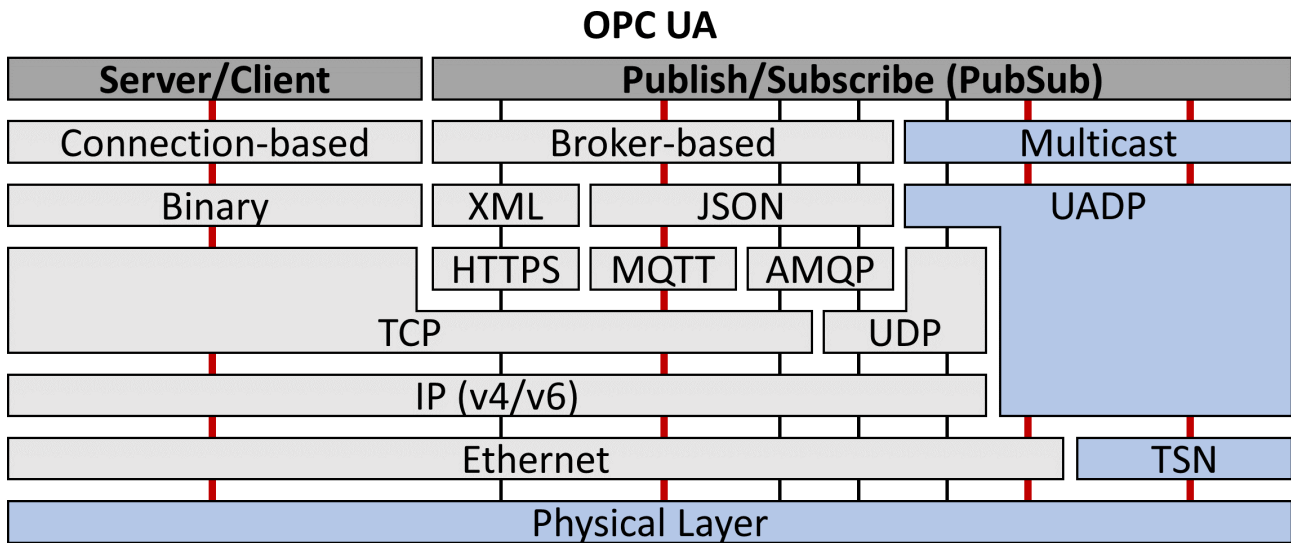 OPC UA
Server/Client Publish/Subscribe (PubSub)
Connection-based Broker-based Multicast
Binary XML JSON UADP
HTTPS MQTT AMQP
TCP UDP
IP (v4/v6)
Ethernet TSN
Physical Layer